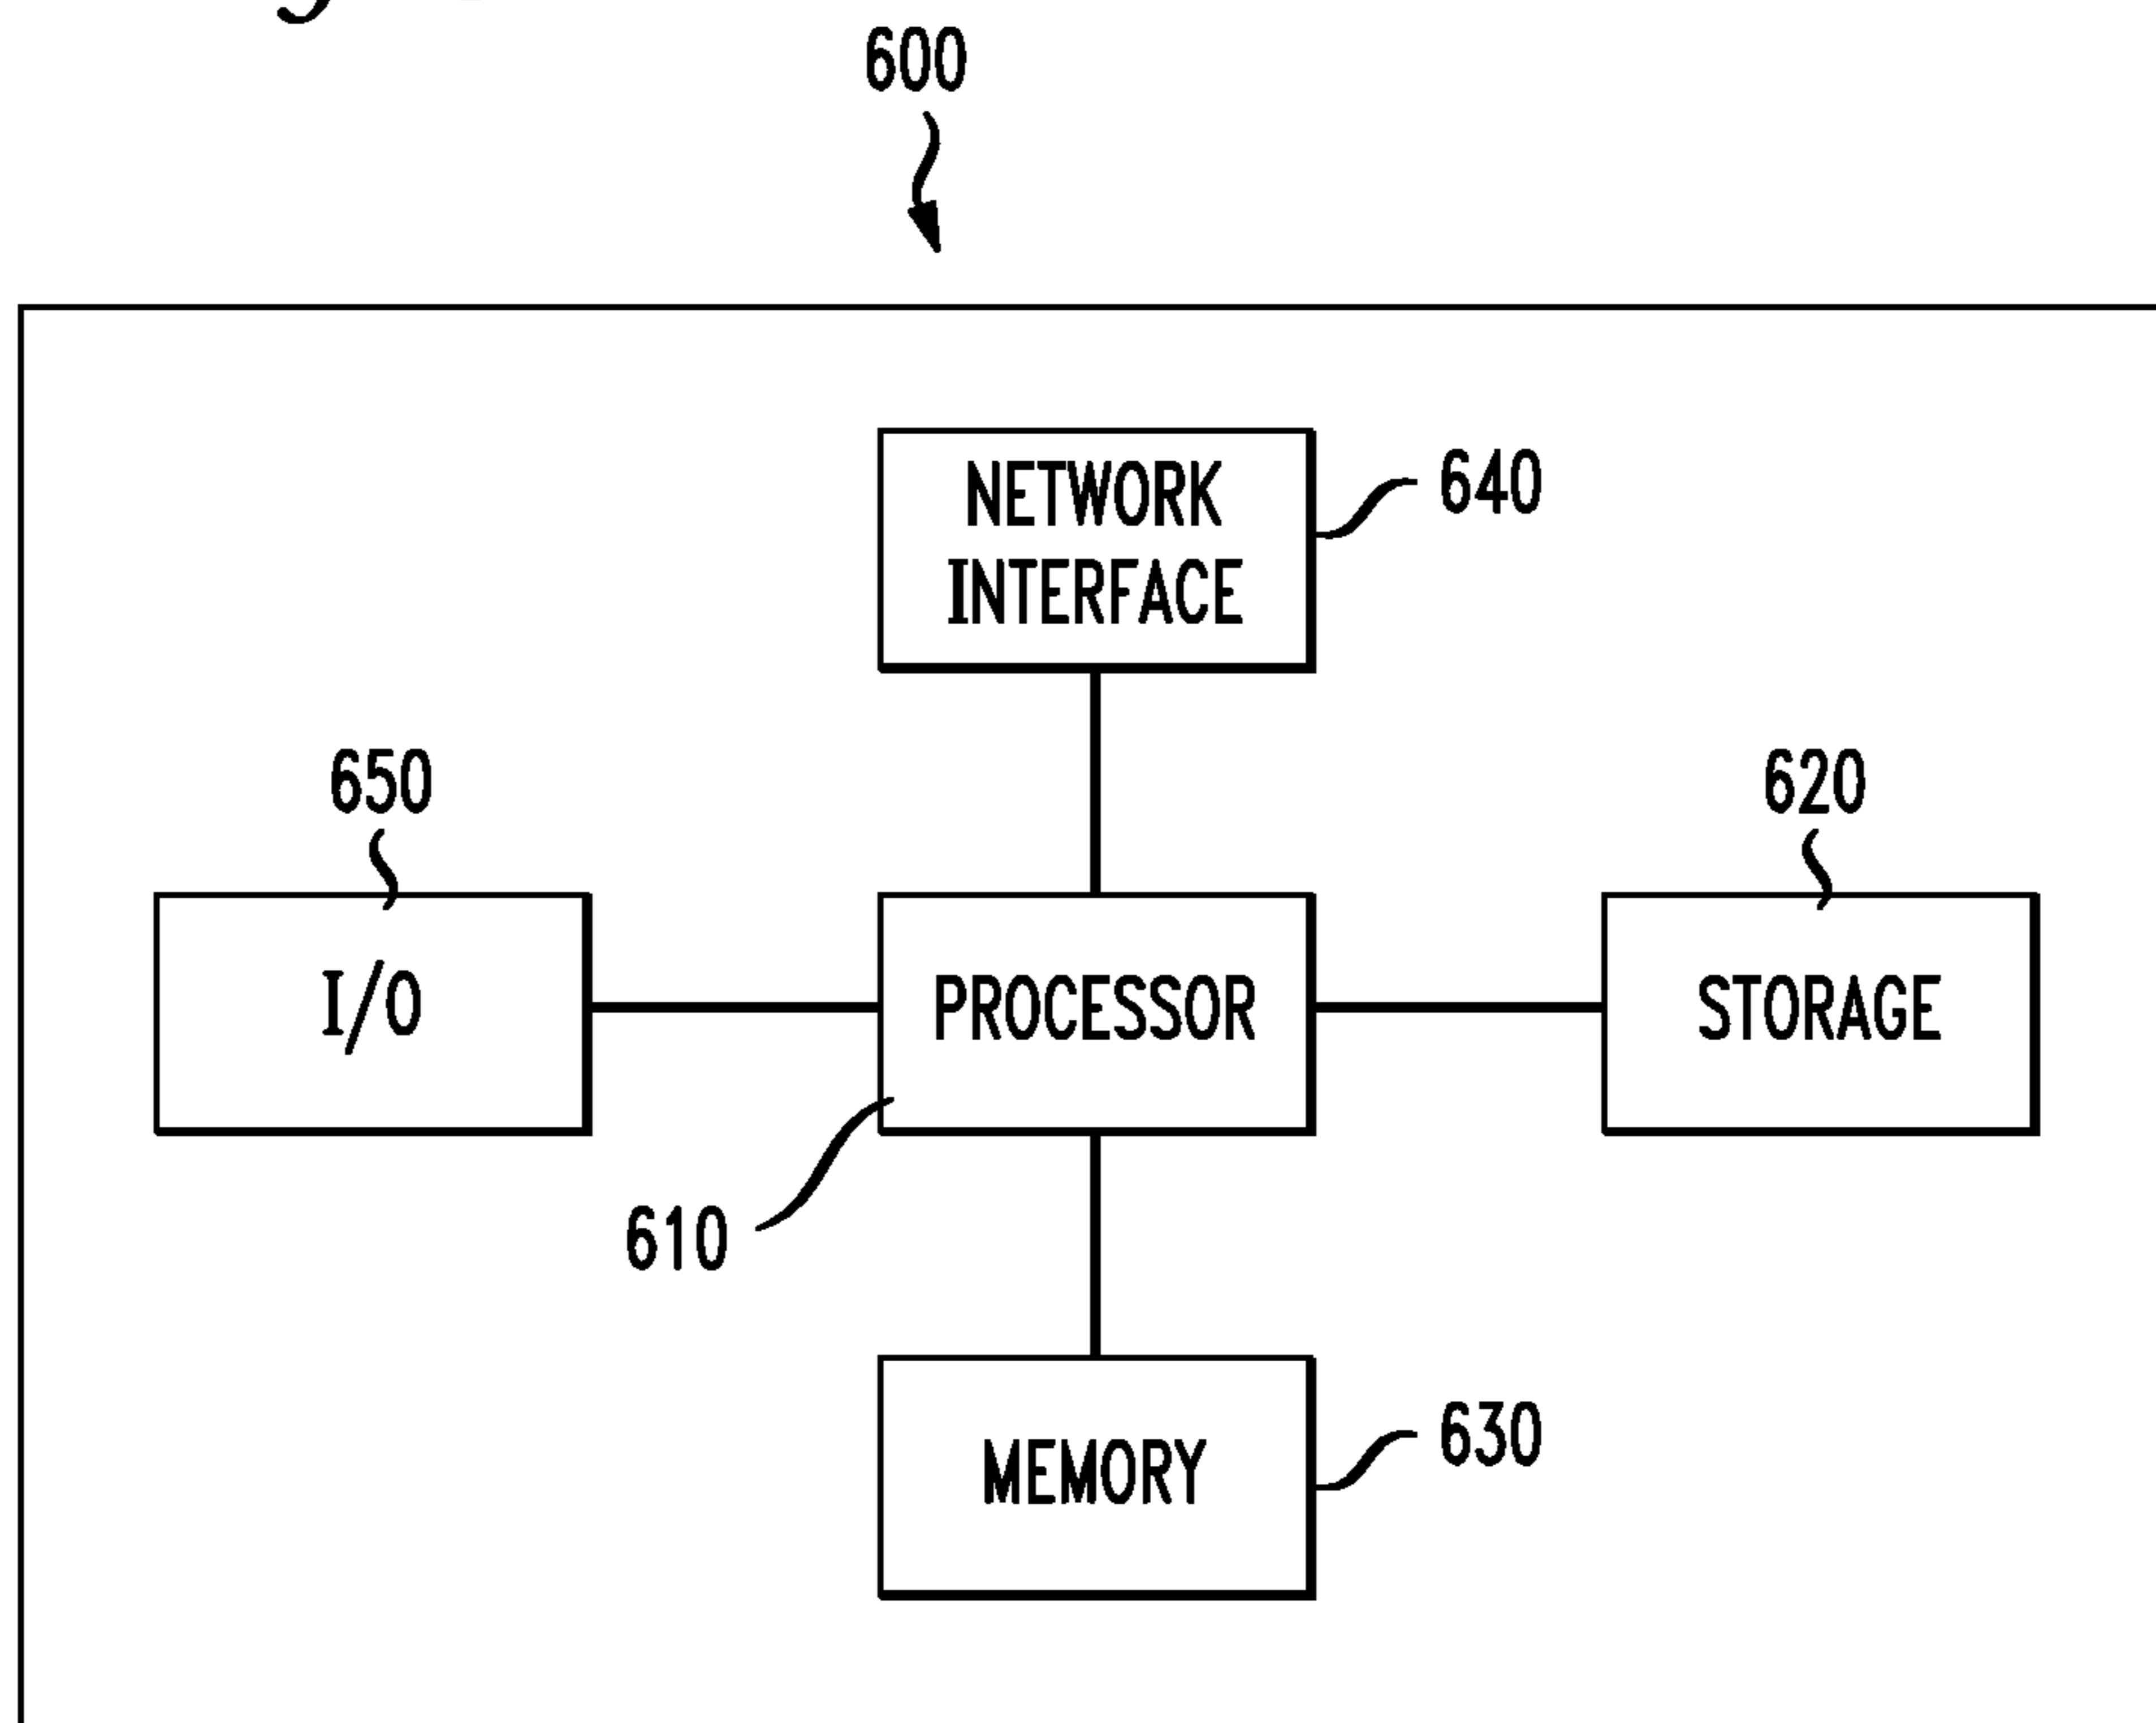 600
NETWORK
INTERFACE
640
650
620
I/O
PROCESSOR
STORAGE
610
MEMORY
630